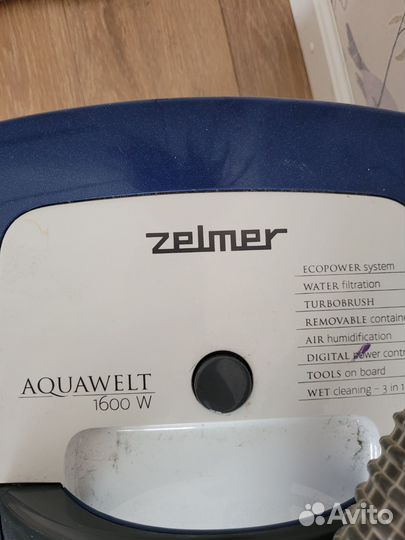 zelmer
ECOPOWER system
WATER filtration
TURBOBRUSH
REMOVABLE containe
AIR humidification
DIGITAL power contr
TOOLS on board
WET cleaning – 3 in 1
AQUAWELT
1600 W
Avito